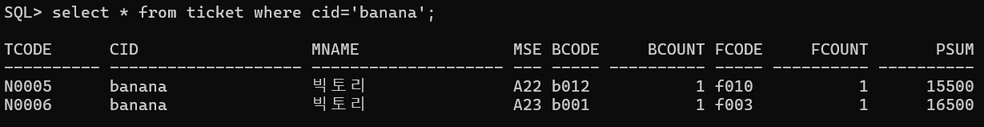 SQL> select * from ticket where cid='banana';
TCODE CID MNAME MSE BCODE BCOUNT FCODE FCOUNT PSUM
---------- -------------------- -------------------- --- ----- ---------- ----- ---------- ----------
N0005 banana 빅토리 A22 b012 1 f010 1 15500
N0006 banana 빅토리 A23 b001 1 f003 1 16500